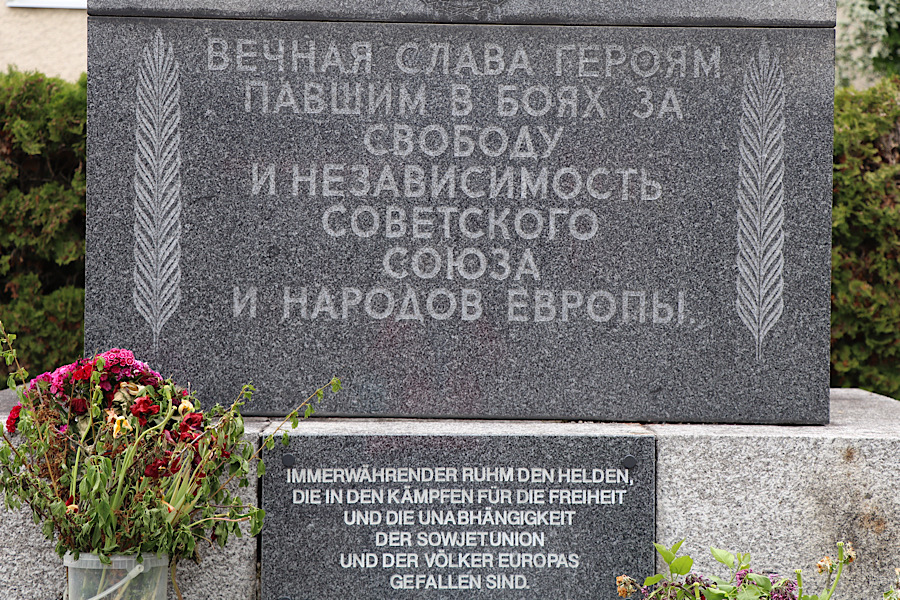 ВЕЧНАЯ СЛАВА ГЕРОЯМ
ПАВШИМ В БОЯХ ЗА
СВОБОДУ
И НЕЗАВИСИМОСТЬ
СОВЕТСКОГО
СОЮЗА
И НАРОДОВ ЕВРОПЫ.
IMMERWÄHRENDER RUHM DEN HELDEN,
DIE IN DEN KÄMPFEN FÜR DIE FREIHEIT
UND DIE UNABHÄNGIGKEIT
DER SOWJETUNION
UND DER VÖLKER EUROPAS
GEFALLEN SIND.